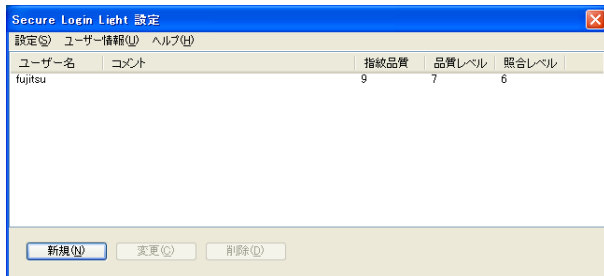 Secure Login Light 設定
設定(S) ユーザー情報(U) ヘルプ(H)
ユーザー名 コメント 指紋品質 品質レベル 照合レベル
fujitsu 9 7 6
新規(N) 変更(C) 削除(D)